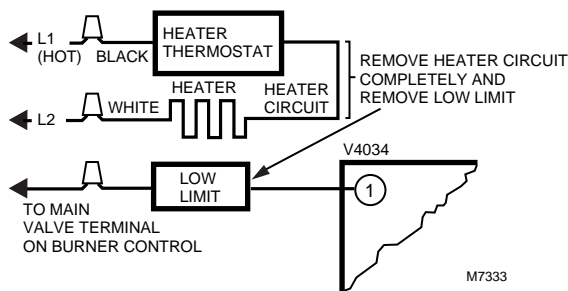 L1
(HOT)
BLACK
HEATER
THERMOSTAT
REMOVE HEATER CIRCUIT
COMPLETELY AND
REMOVE LOW LIMIT
L2
WHITE
HEATER
HEATER
CIRCUIT
V4034
LOW
LIMIT
1
TO MAIN
VALVE TERMINAL
ON BURNER CONTROL
M7333